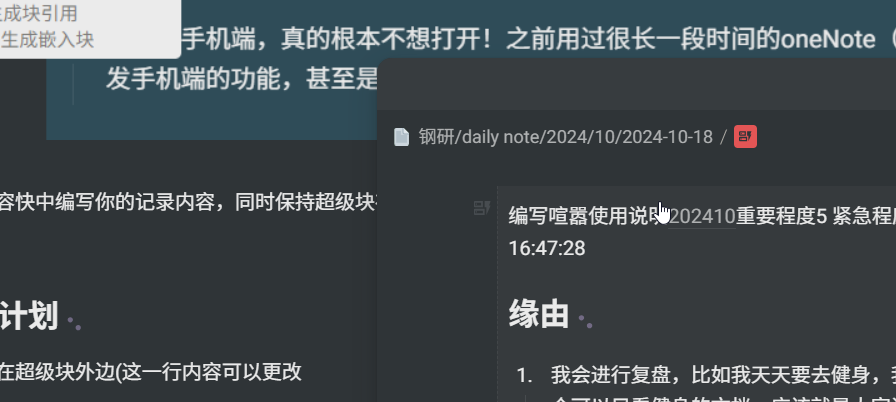 生成块引用
生成嵌入块
手机端，真的根本不想打开！之前用过很长一段时间的oneNote（
发手机端的功能，甚至是
容快中编写你的记录内容，同时保持超级块
计划
在超级块外边(这一行内容可以更改
钢研/daily note/2024/10/2024-10-18 /
编写喧嚣使用说明202410重要程度5 紧急程度
16:47:28
缘由
1. 我会进行复盘，比如我天天要去健身，